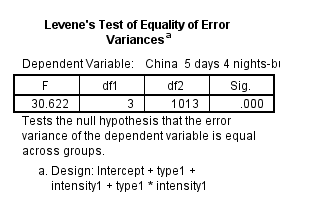 Levene's Test of Equality of Error
Variances a
Dependent Variable: China 5 days 4 nights-
F df1 df2 Sig.
30.622 3 1013 .000
Tests the null hypothesis that the error
variance of the dependent variable is equal
across groups.
a. Design: Intercept + type1 +
intensity1 + type1 * intensity1